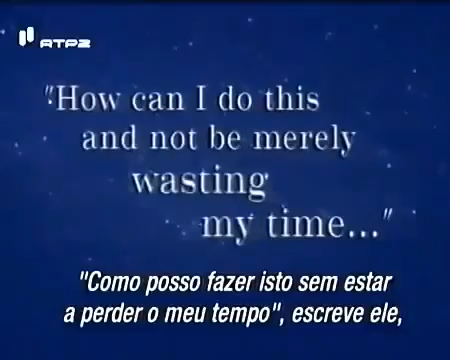 RTP2
"How can I do this
and not be merely
wasting
my time..."
"Como posso fazer isto sem estar
a perder o meu tempo", escreve ele,